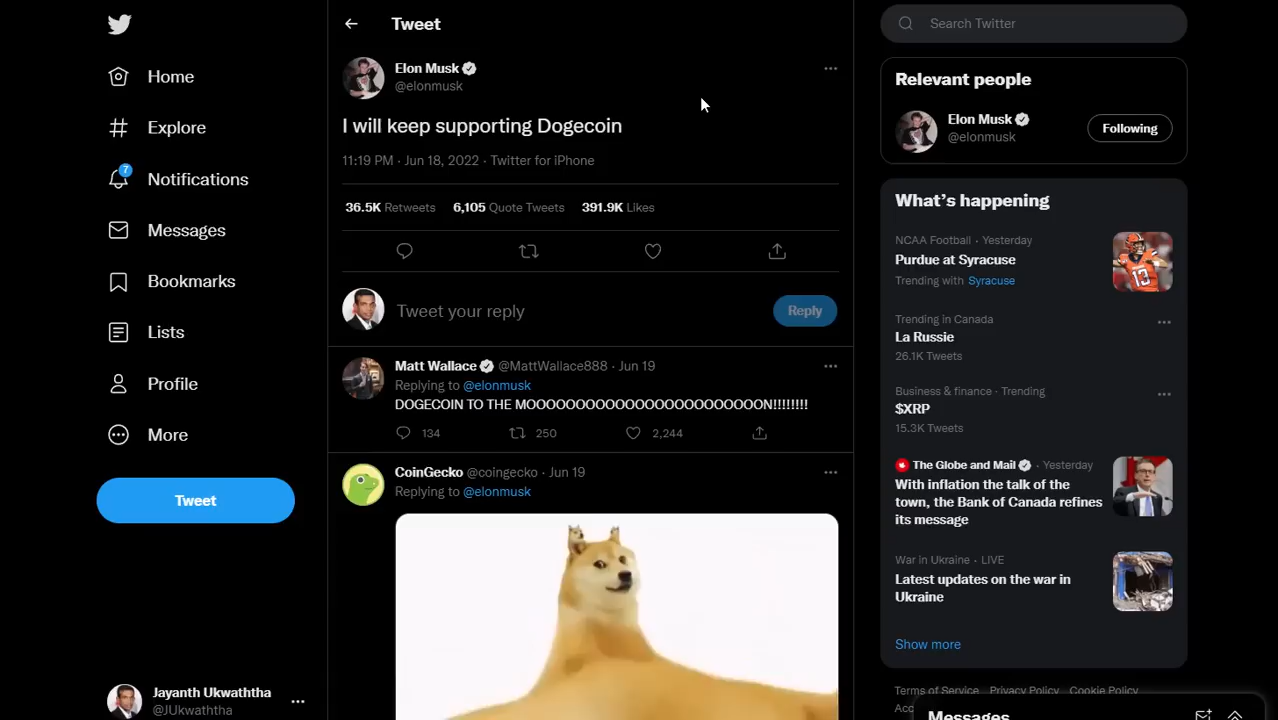 Home
Explore
7
Notifications
Messages
Bookmarks
Lists
Profile
More
Tweet
Jayanth Ukwaththa
@JUkwaththa
Tweet
Elon Musk
@elonmusk
I will keep supporting Dogecoin
11:19 PM · Jun 18, 2022 · Twitter for iPhone
36.5K Retweets 6,105 Quote Tweets 391.9K Likes
Tweet your reply
Reply
Matt Wallace @MattWallace888 · Jun 19
Replying to @elonmusk
DOGECOIN TO THE MOOOOOOOOOOOOOOOOOOOOOOOON!!!!!!!!
134 250 2,244
CoinGecko @coingecko · Jun 19
Replying to @elonmusk
Search Twitter
Relevant people
Elon Musk
@elonmusk
Following
What's happening
NCAA Football · Yesterday
Purdue at Syracuse
Trending with Syracuse
13
Trending in Canada
La Russie
26.1K Tweets
Business & finance · Trending
$XRP
15.3K Tweets
The Globe and Mail · Yesterday
With inflation the talk of the
town, the Bank of Canada refines
its message
War in Ukraine · LIVE
Latest updates on the war in
Ukraine
Show more
Terms of Service Privacy Policy Cookie Policy
Messages